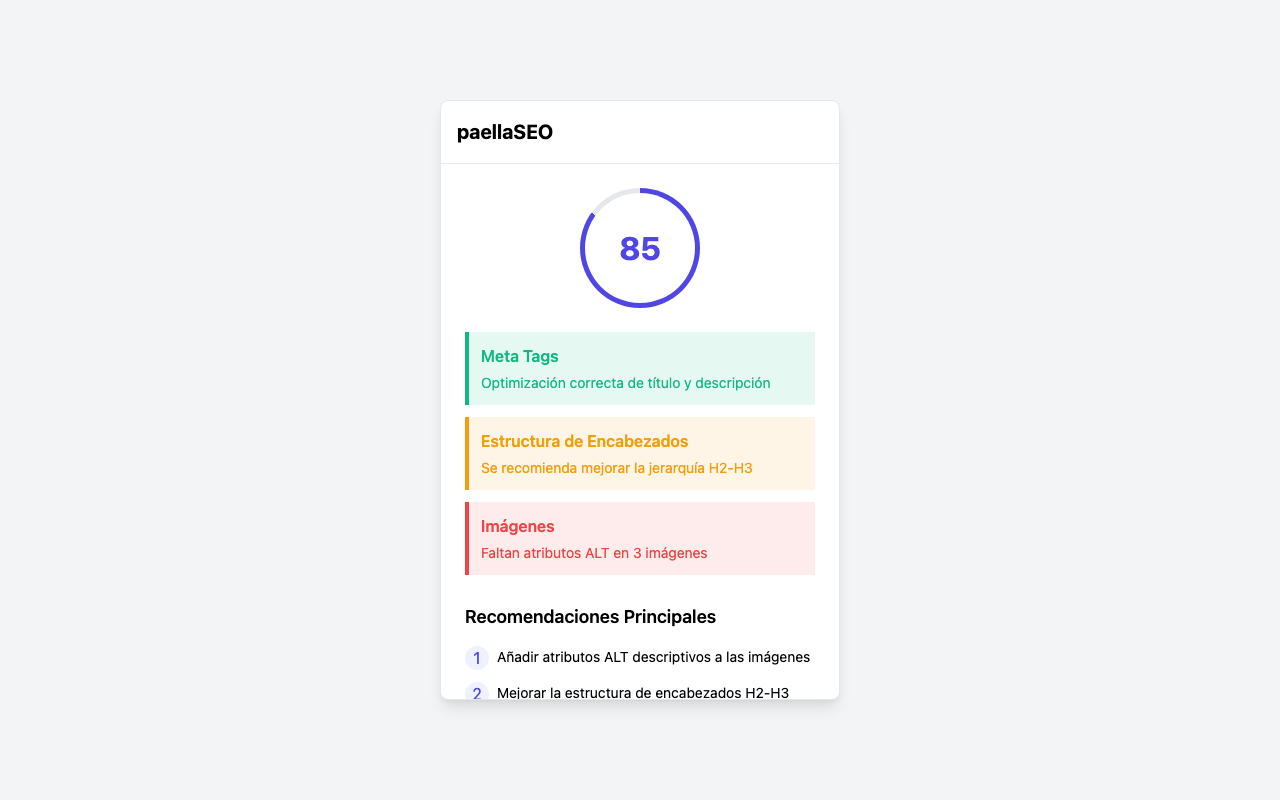 paellaSEO
85
Meta Tags
Optimización correcta de título y descripción
Estructura de Encabezados
Se recomienda mejorar la jerarquía H2-H3
Imágenes
Faltan atributos ALT en 3 imágenes
Recomendaciones Principales
1 Añadir atributos ALT descriptivos a las imágenes
2 Mejorar la estructura de encabezados H2-H3